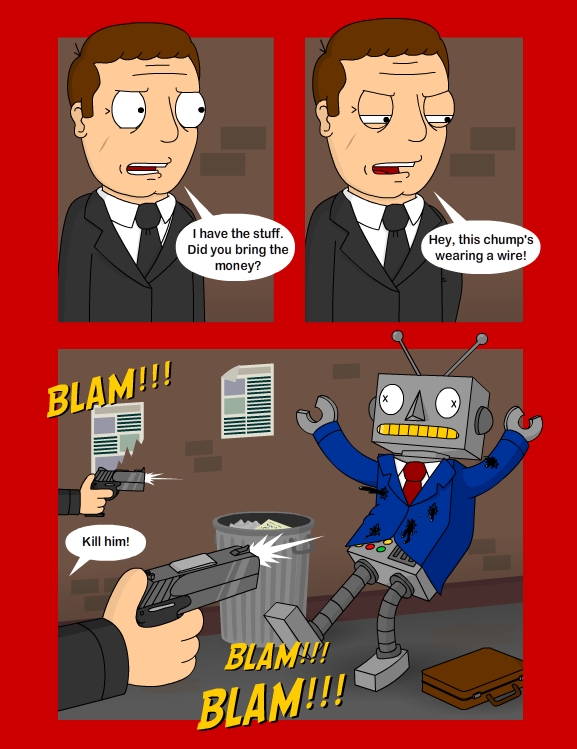 I have the stuff.
Did you bring the
money?
Hey, this chump's
wearing a wire!
BLAM!!!
Kill him!
BLAM!!!
BLAM!!!